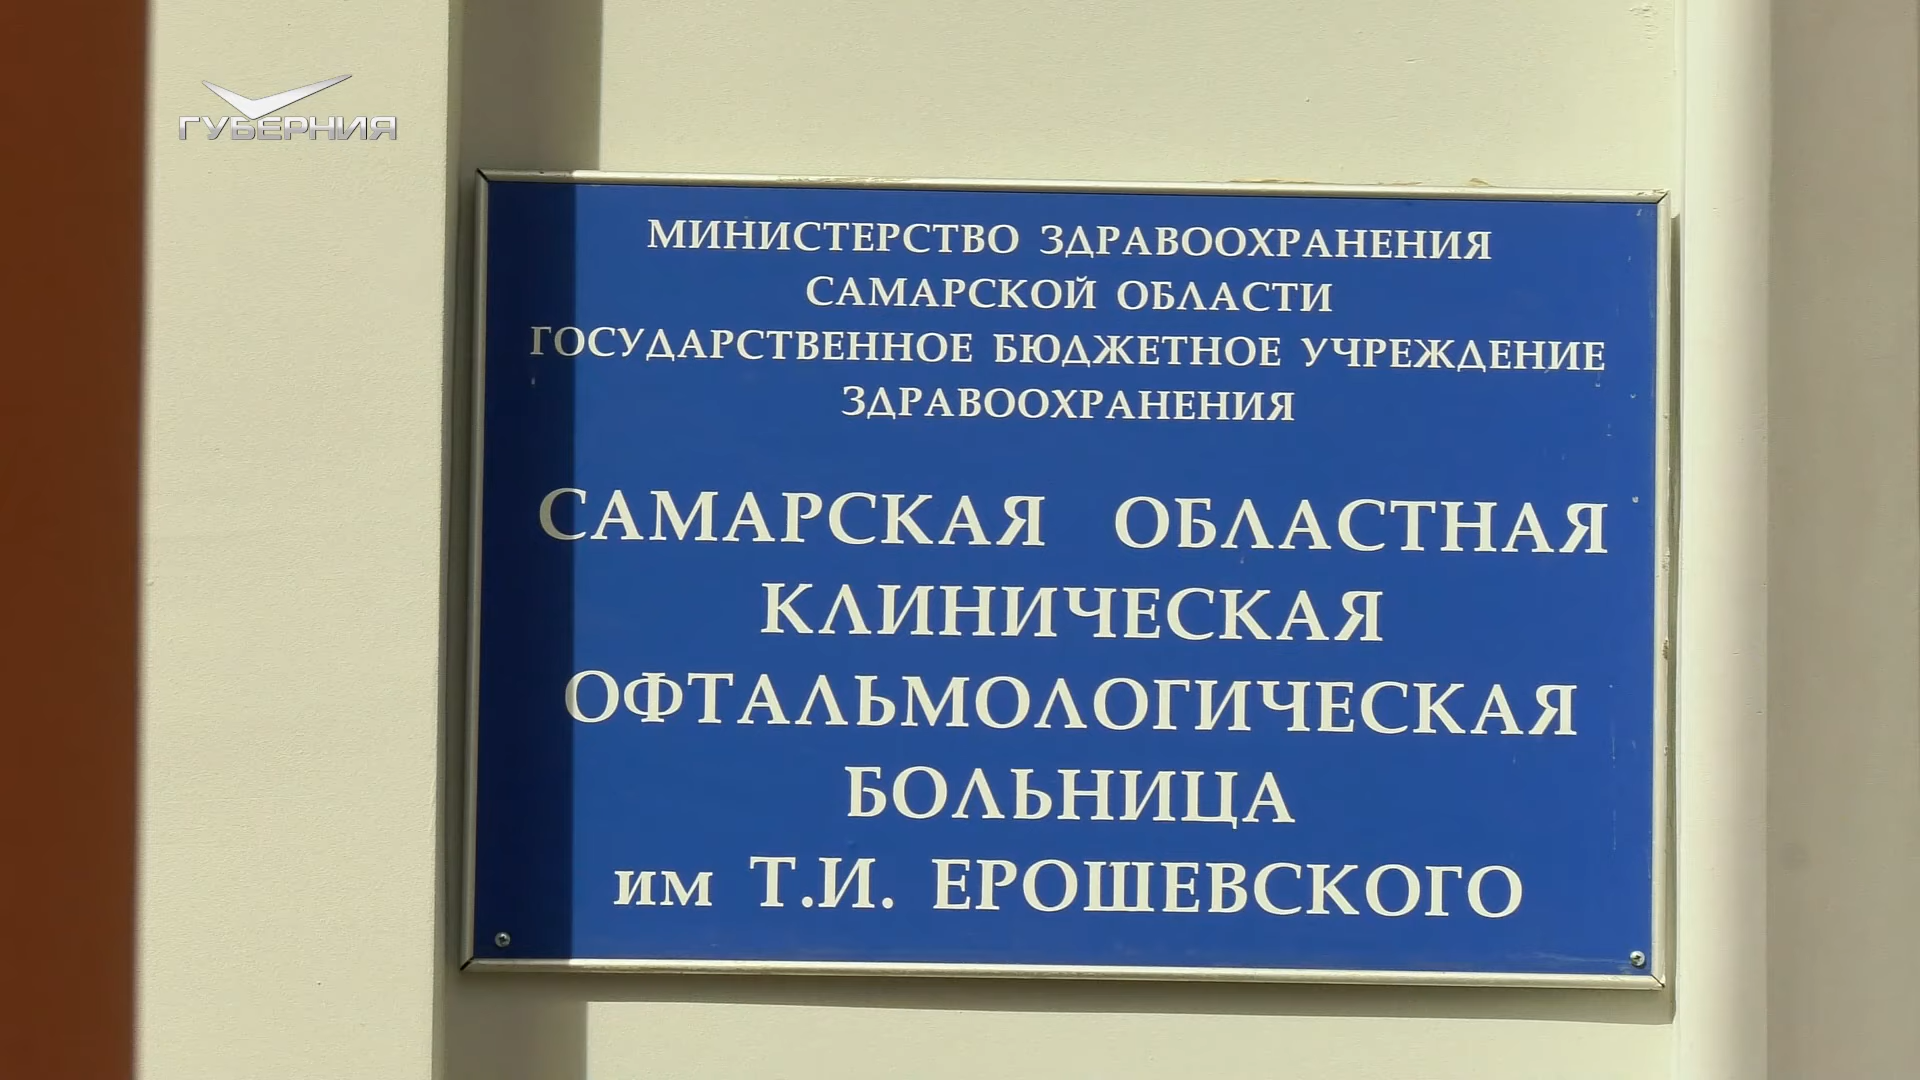 ГУБЕРНИЯ
МИНИСТЕРСТВО ЗДРАВООХРАНЕНИЯ
САМАРСКОЙ ОБЛАСТИ
ГОСУДАРСТВЕННОЕ БЮДЖЕТНОЕ УЧРЕЖДЕНИЕ
ЗДРАВООХРАНЕНИЯ
САМАРСКАЯ ОБЛАСТНАЯ
КЛИНИЧЕСКАЯ
ОФТАЛЬМОЛОГИЧЕСКАЯ
БОЛЬНИЦА
им Т.И. ЕРОШЕВСКОГО